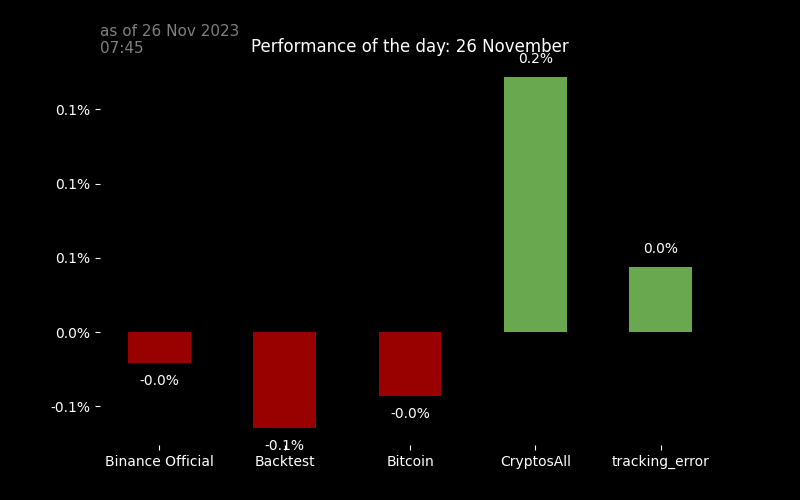 as of 26 Nov 2023
07:45
Performance of the day: 26 November
0.2%
0.1%
0.1%
0.0%
0.1%
0.0%
-0.0%
-0.0%
-0.1%
-0.1%
Binance Official
Backtest
Bitcoin
CryptosAll
tracking_error